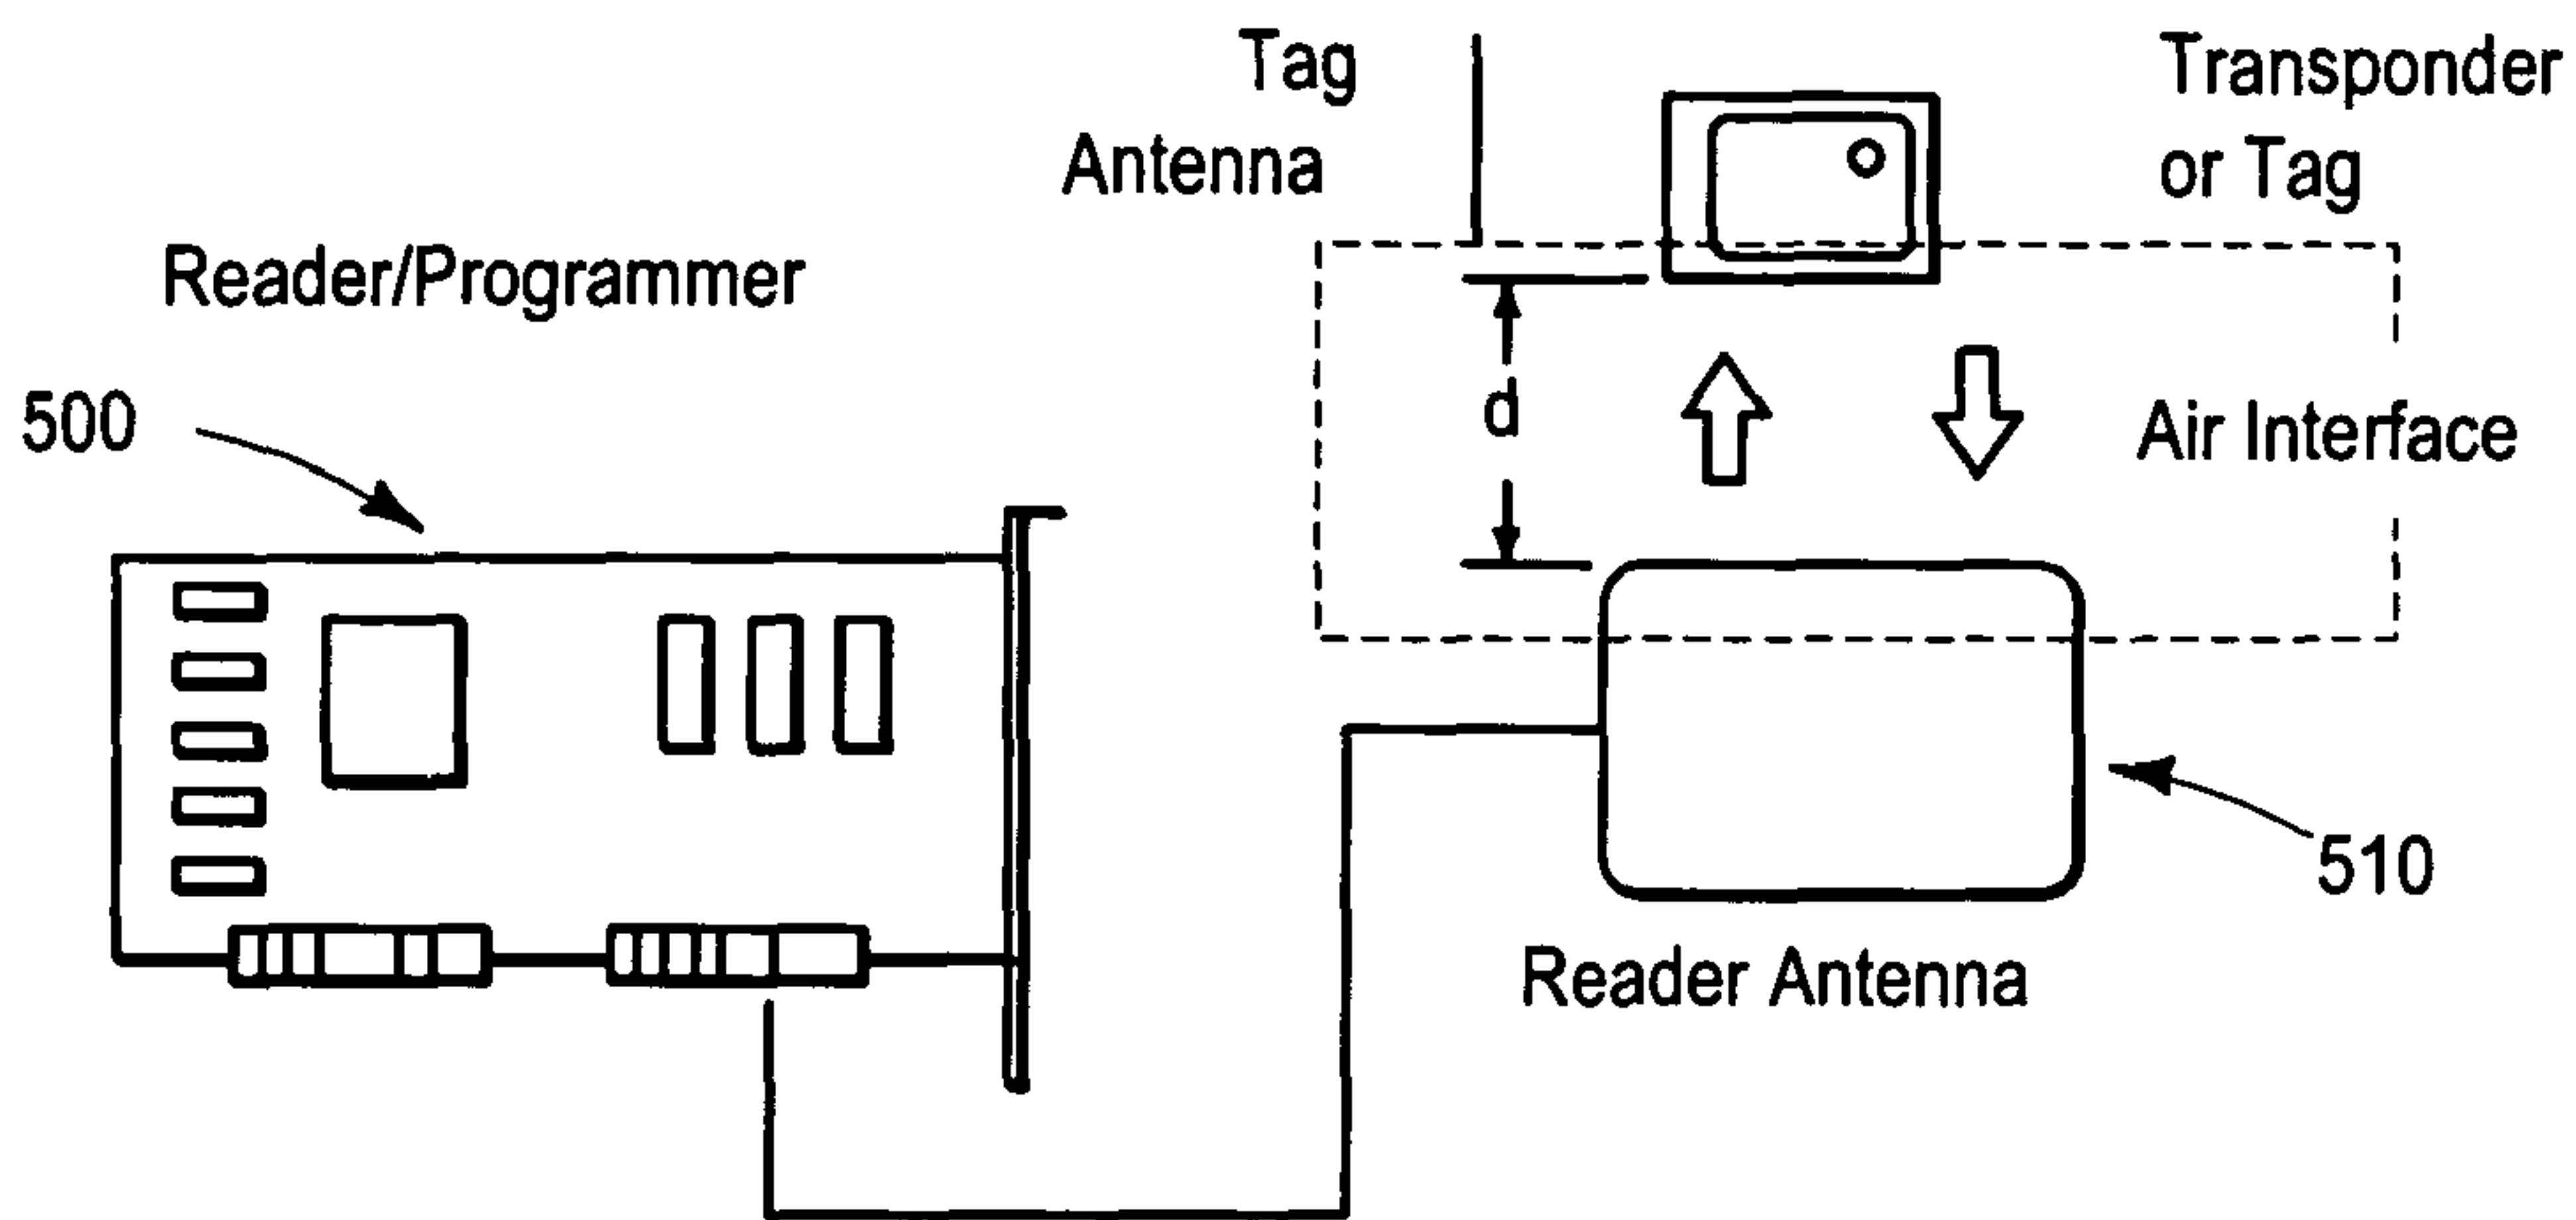 Tag
Antenna
Transponder
or Tag
Reader/Programmer
500
d
Air Interface
510
Reader Antenna